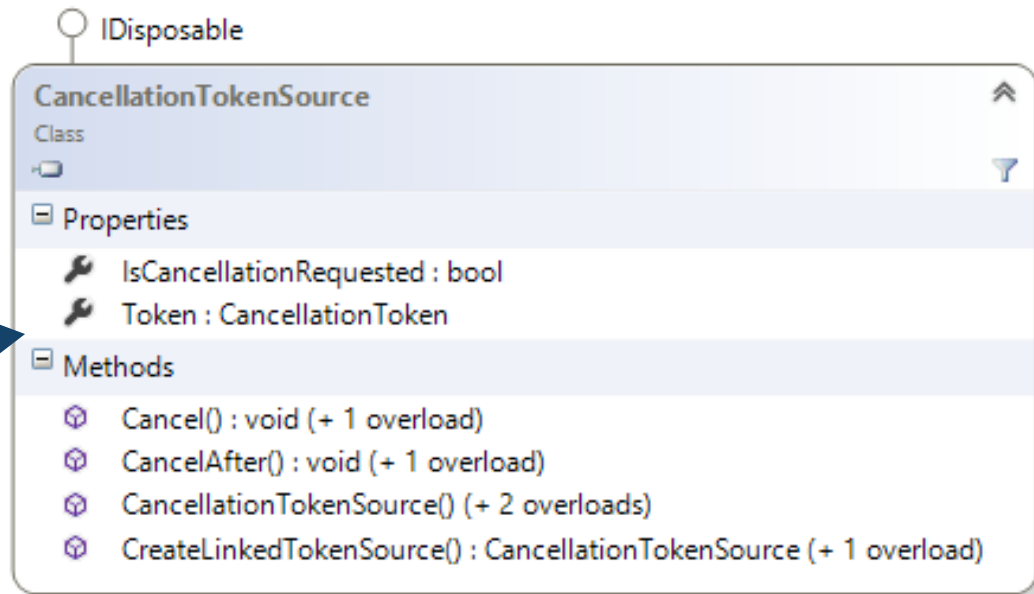 IDisposable
CancellationTokenSource
Class
Properties
IsCancellationRequested : bool
Token : CancellationToken
Methods
Cancel() : void (+ 1 overload)
CancelAfter() : void (+ 1 overload)
CancellationTokenSource() (+ 2 overloads)
CreateLinkedTokenSource() : CancellationTokenSource (+ 1 overload)